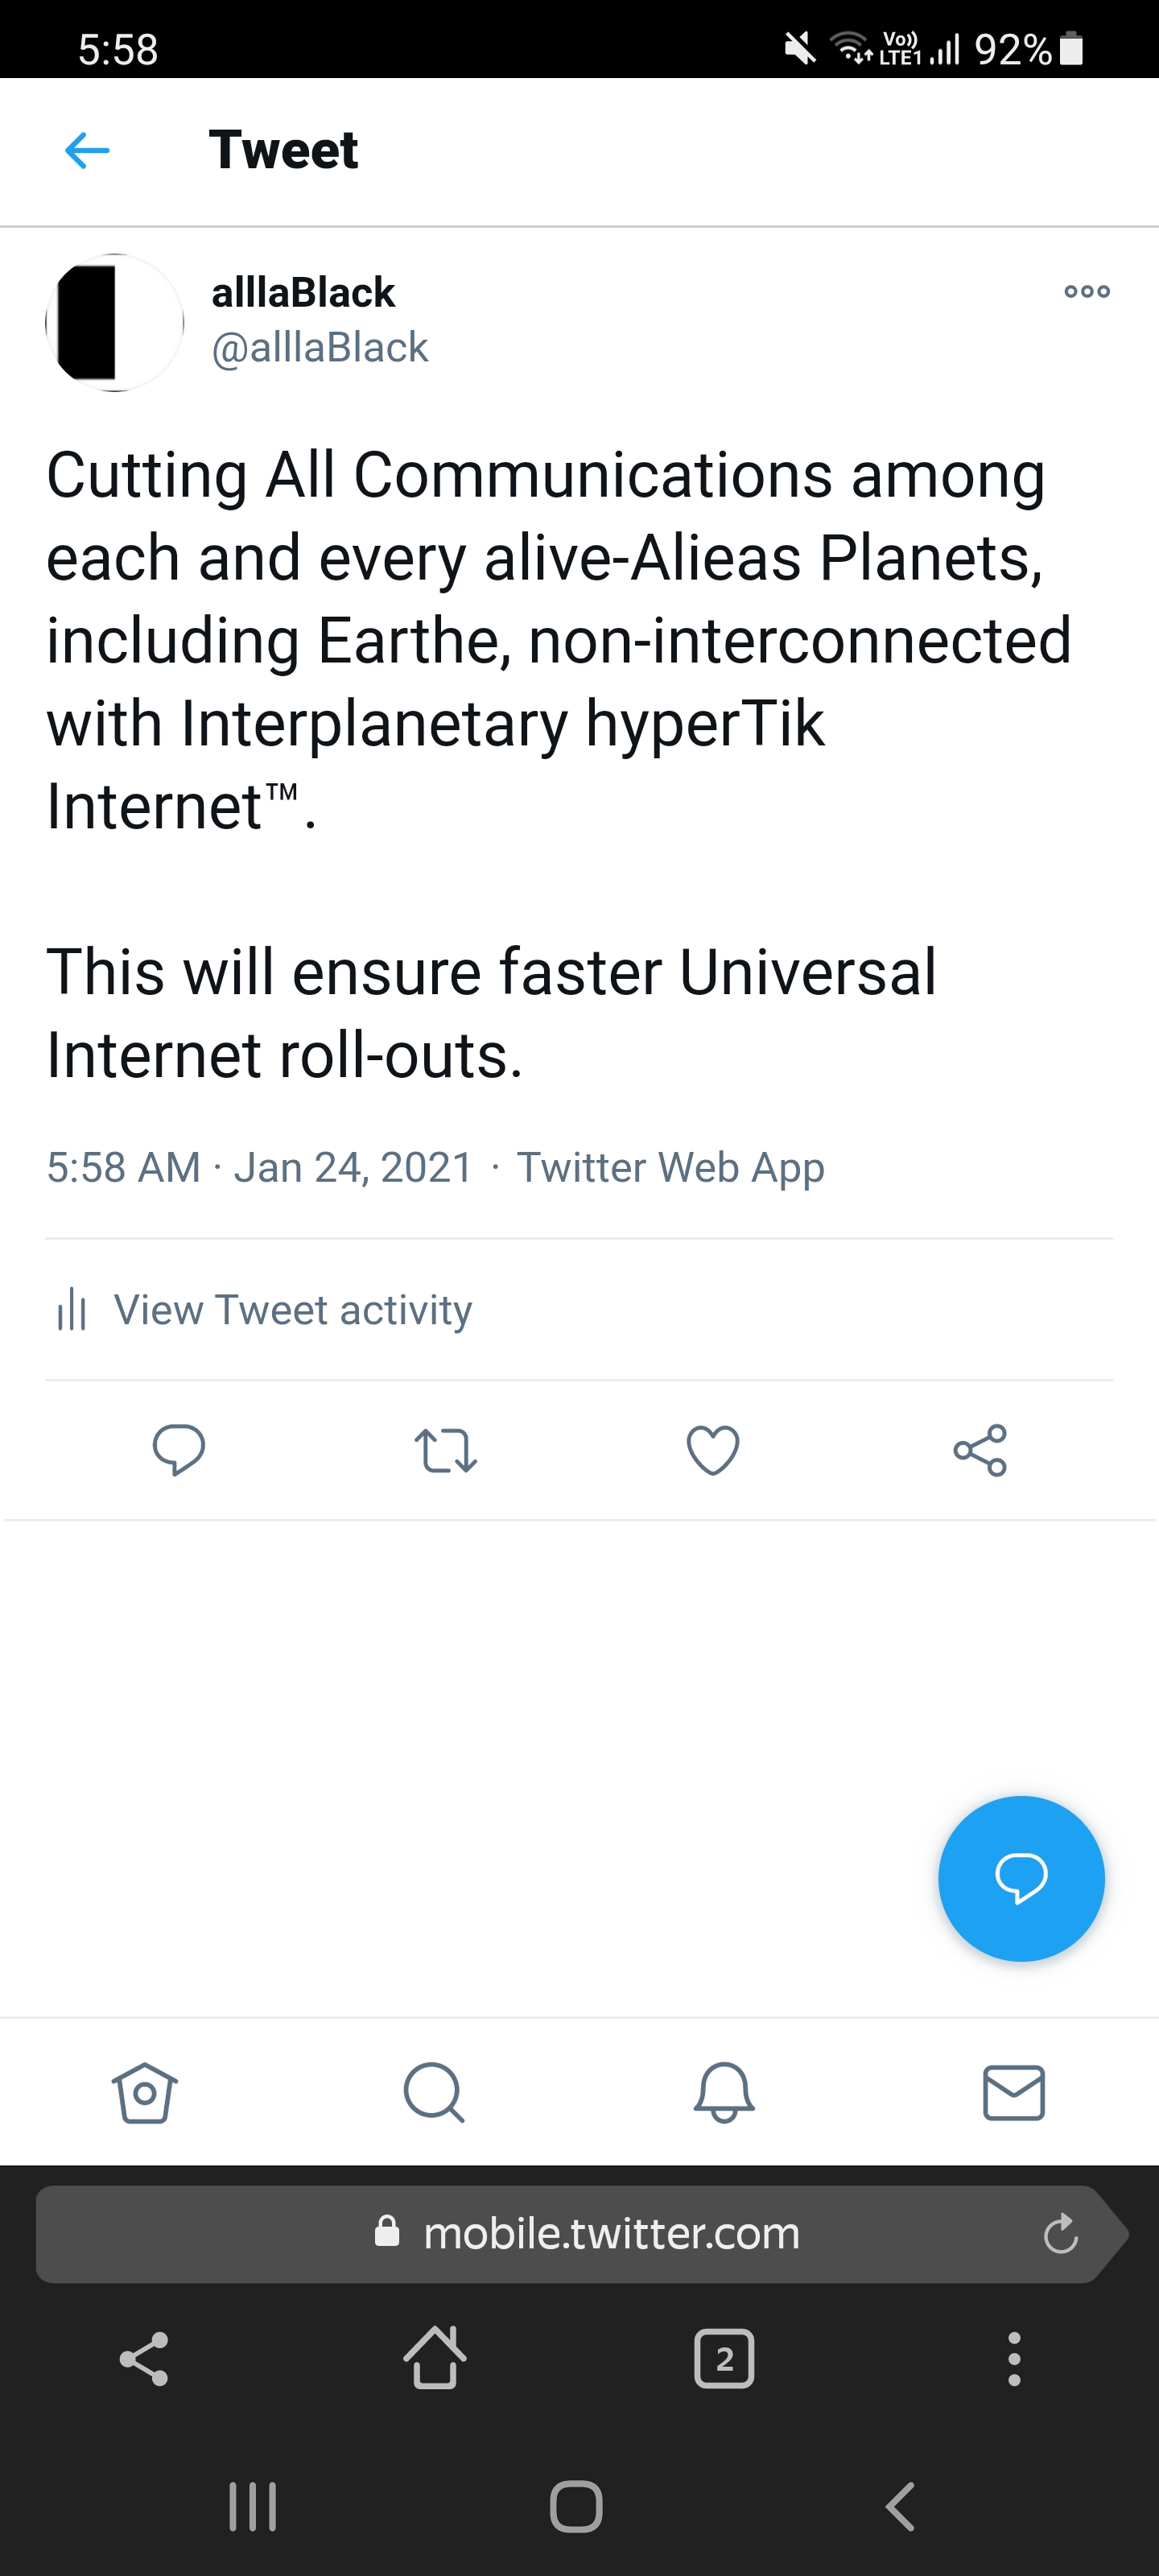 5:58
Vo))
LTE1
92%
Tweet
alllaBlack
@alllaBlack
Cutting All Communications among
each and every alive-Alieas Planets,
including Earthe, non-interconnected
with Interplanetary hyperTik
Internet™.
This will ensure faster Universal
Internet roll-outs.
5:58 AM · Jan 24, 2021 · Twitter Web App
View Tweet activity
mobile.twitter.com
2